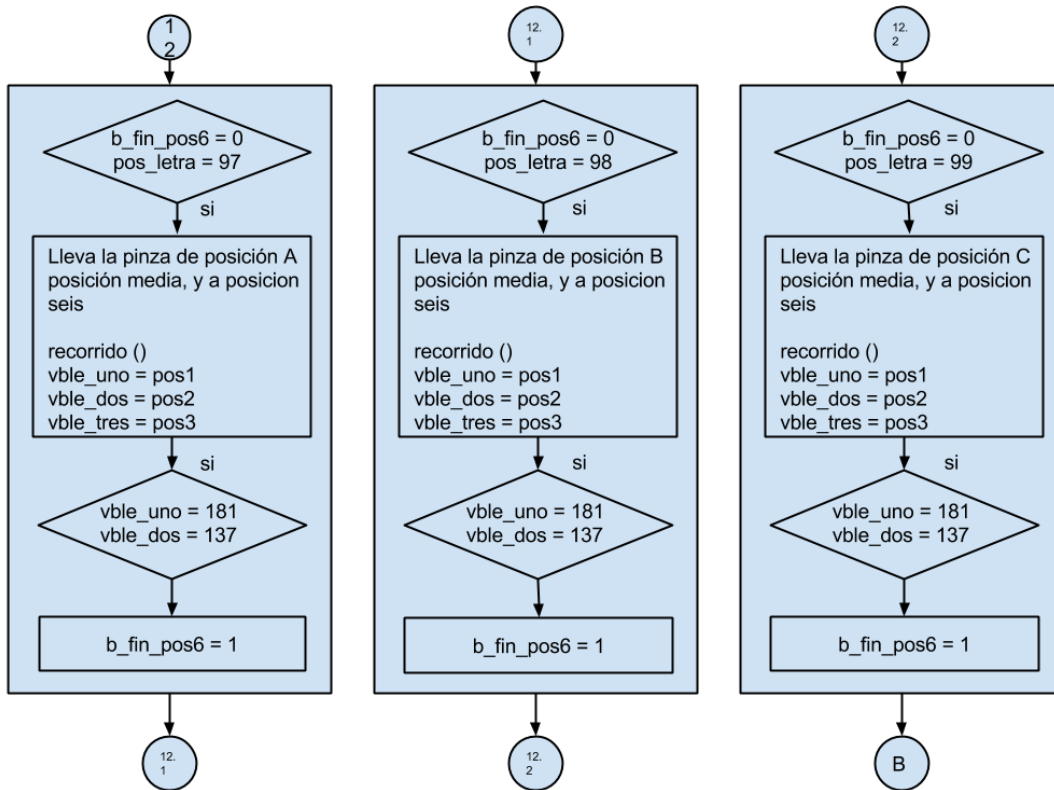 1
2
b_fin_pos6 = 0
pos_letra = 97
si
Lleva la pinza de posición A
posición media, y a posicion
seis
recorrido ()
vble_uno = pos1
vble_dos = pos2
vble_tres = pos3
si
vble_uno = 181
vble_dos = 137
b_fin_pos6 = 1
12.
1
12.
1
b_fin_pos6 = 0
pos_letra = 98
si
Lleva la pinza de posición B
posición media, y a posicion
seis
recorrido ()
vble_uno = pos1
vble_dos = pos2
vble_tres = pos3
si
vble_uno = 181
vble_dos = 137
b_fin_pos6 = 1
12.
2
12.
2
b_fin_pos6 = 0
pos_letra = 99
si
Lleva la pinza de posición C
posición media, y a posicion
seis
recorrido ()
vble_uno = pos1
vble_dos = pos2
vble_tres = pos3
si
vble_uno = 181
vble_dos = 137
b_fin_pos6 = 1
B